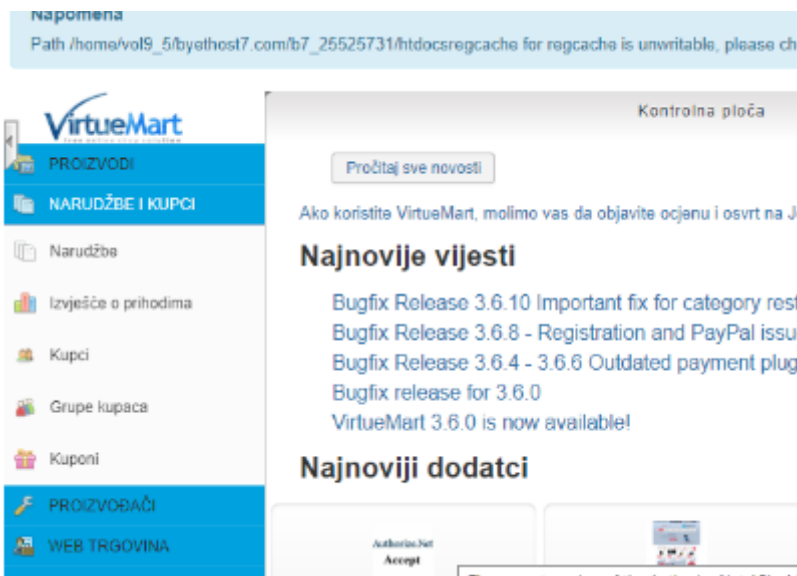 Napomena
Path /home/vol9_5/byethost7.com/b7_25525731/htdocsregcache for regcache is unwritable, please ch
VirtueMart
Kontrolna ploča
PROIZVODI
Pročitaj sve novosti
NARUDŽBE I KUPCI
Ako koristite VirtueMart, molimo vas da objavite ocjenu i osvrt na J
Narudžbe
Najnovije vijesti
Izvješće o prihodima
Bugfix Release 3.6.10 Important fix for category rest
Bugfix Release 3.6.8 - Registration and PayPal issu
Kupci
Bugfix Release 3.6.4 - 3.6.6 Outdated payment plug
Bugfix release for 3.6.0
Grupe kupaca
VirtueMart 3.6.0 is now available!
Kuponi
Najnoviji dodatci
PROIZVOĐAČI
WEB TRGOVINA
Authorize.Net
Accept